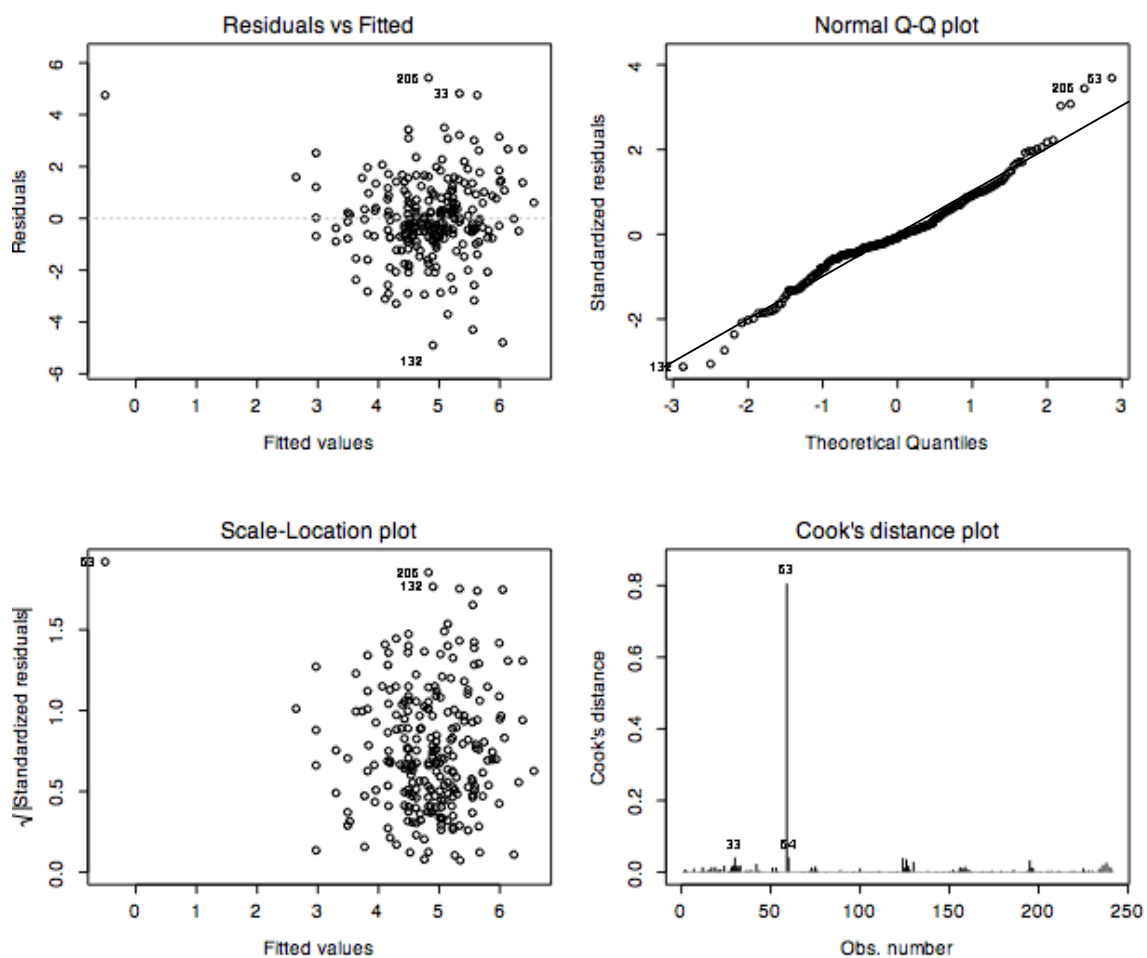 Residuals vs Fitted
Residuals
6
4
2
0
-2
-4
-6
206
33
132
0 1 2 3 4 5 6
Fitted values
Normal Q-Q plot
Standardized residuals
4
2
0
-2
206 63
132
-3 -2 -1 0 1 2 3
Theoretical Quantiles
Scale-Location plot
√|Standardized residuals|
1.5
1.0
0.5
0.0
63
206
132
0 1 2 3 4 5 6
Fitted values
Cook's distance plot
Cook's distance
0.8
0.6
0.4
0.2
0.0
63
33
64
0 50 100 150 200 250
Obs. number